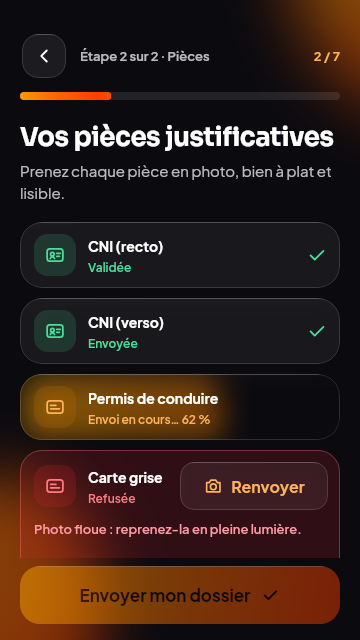 Étape 2 sur 2 · Pièces
2 / 7
Vos pièces justificatives
Prenez chaque pièce en photo, bien à plat et
lisible.
CNI (recto)
Validée
CNI (verso)
Envoyée
Permis de conduire
Envoi en cours… 62 %
Carte grise
Refusée
Renvoyer
Photo floue : reprenez-la en pleine lumière.
Envoyer mon dossier